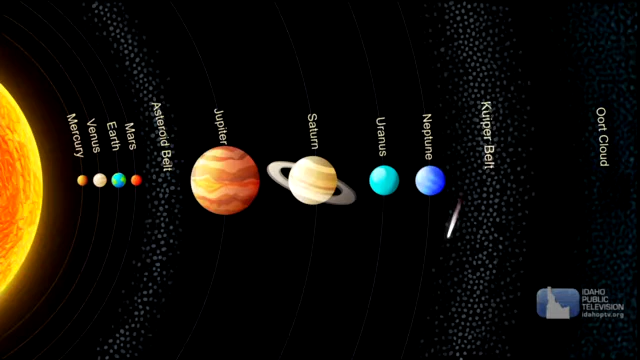 Mercury
Venus
Earth
Mars
Asteroid Belt
Jupiter
Saturn
Uranus
Neptune
Kuiper Belt
Oort Cloud
IDAHO
PUBLIC
TELEVISION
idahoptv.org